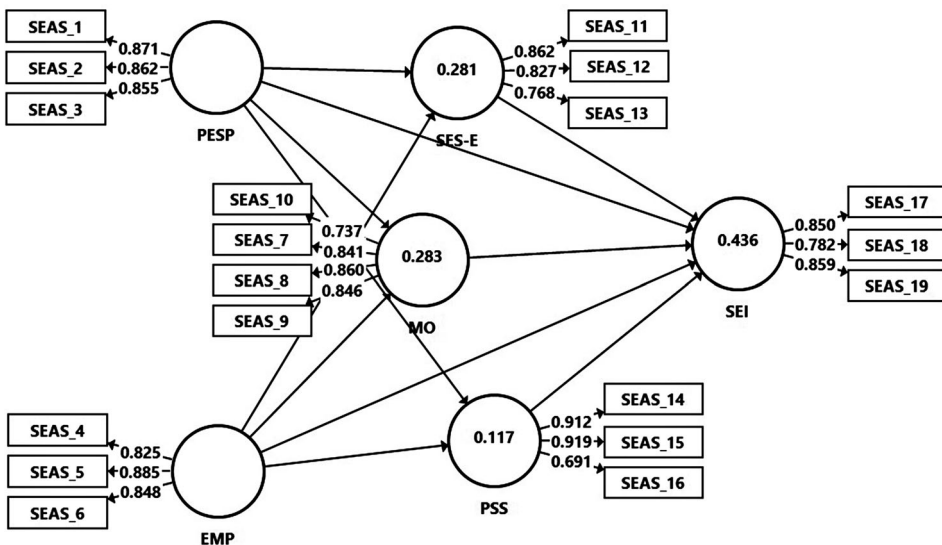 SEAS_1
0.871
SEAS_2
0.862
SEAS_3
0.855
PESP
0.281
SES-E
0.862
SEAS_11
0.827
SEAS_12
0.768
SEAS_13
SEAS_10
0.737
SEAS_7
0.841
SEAS_8
0.860
SEAS_9
0.846
0.283
MO
0.436
SEI
0.850
SEAS_17
0.782
SEAS_18
0.859
SEAS_19
SEAS_4
0.825
SEAS_5
0.885
SEAS_6
0.848
EMP
0.117
PSS
0.912
SEAS_14
0.919
SEAS_15
0.691
SEAS_16